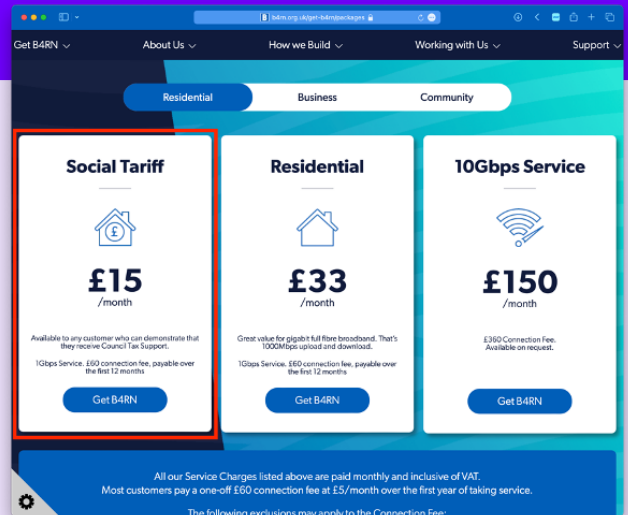 b4rn.org.uk/get-b4rn/packages
Get B4RN
About Us
How we Build
Working with Us
Support
Residential
Business
Community
Social Tariff
£
£15
/month
Available to any customer who can demonstrate that
they receive Council Tax Support.
1Gbps Service. £60 connection fee, payable over
the first 12 months
Get B4RN
Residential
£33
/month
Great value for gigabit full fibre broadband. That's
1000Mbps upload and download.
1Gbps Service. £60 connection fee, payable over
the first 12 months
Get B4RN
10Gbps Service
£150
/month
£360 Connection Fee.
Available on request.
Get B4RN
All our Service Charges listed above are paid monthly and inclusive of VAT.
Most customers pay a one-off £60 connection fee at £5/month over the first year of taking service.
The following exclusions may apply to the Connection Fee: